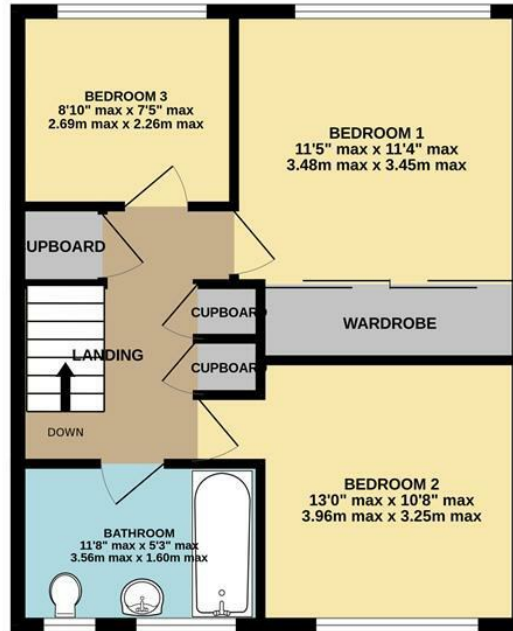 BEDROOM 3
8'10" max x 7'5" max
2.69m max x 2.26m max
BEDROOM 1
11'5" max x 11'4" max
3.48m max x 3.45m max
UPBOARD
CUPBOARD
WARDROBE
LANDING
CUPBOARD
DOWN
BEDROOM 2
13'0" max x 10'8" max
3.96m max x 3.25m max
BATHROOM
11'8" max x 5'3" max
3.56m max x 1.60m max